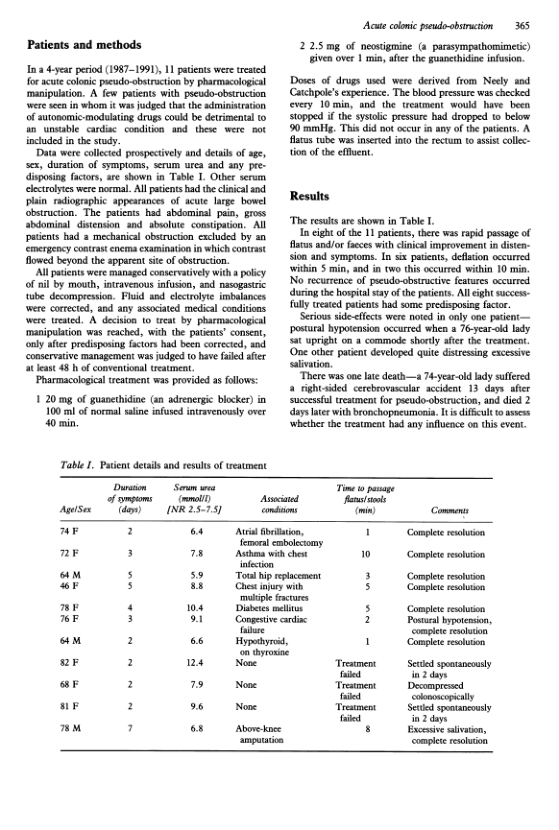 Acute colonic pseudo-obstruction 365
Patients and methods
In a 4-year period (1987–1991), 11 patients were treated
for acute colonic pseudo-obstruction by pharmacological
manipulation. A few patients with pseudo-obstruction
were seen in whom it was judged that the administration
of autonomic-modulating drugs could be detrimental to
an unstable cardiac condition and these were not
included in the study.
Data were collected prospectively and details of age,
sex, duration of symptoms, serum urea and any pre-
disposing factors, are shown in Table I. Other serum
electrolytes were normal. All patients had the clinical and
plain radiographic appearances of acute large bowel
obstruction. The patients had abdominal pain, gross
abdominal distension and absolute constipation. All
patients had a mechanical obstruction excluded by an
emergency contrast enema examination in which contrast
flowed beyond the apparent site of obstruction.
All patients were managed conservatively with a policy
of nil by mouth, intravenous infusion, and nasogastric
tube decompression. Fluid and electrolyte imbalances
were corrected, and any associated medical conditions
were treated. A decision to treat by pharmacological
manipulation was reached, with the patients' consent,
only after predisposing factors had been corrected, and
conservative management was judged to have failed after
at least 48 h of conventional treatment.
Pharmacological treatment was provided as follows:
1 20 mg of guanethidine (an adrenergic blocker) in
100 ml of normal saline infused intravenously over
40 min.
2 2.5 mg of neostigmine (a parasympathomimetic)
given over 1 min, after the guanethidine infusion.
Doses of drugs used were derived from Neely and
Catchpole's experience. The blood pressure was checked
every 10 min, and the treatment would have been
stopped if the systolic pressure had dropped to below
90 mmHg. This did not occur in any of the patients. A
flatus tube was inserted into the rectum to assist collec-
tion of the effluent.
Results
The results are shown in Table I.
In eight of the 11 patients, there was rapid passage of
flatus and/or faeces with clinical improvement in disten-
sion and symptoms. In six patients, deflation occurred
within 5 min, and in two this occurred within 10 min.
No recurrence of pseudo-obstructive features occurred
during the hospital stay of the patients. All eight success-
fully treated patients had some predisposing factor.
Serious side-effects were noted in only one patient—
postural hypotension occurred when a 76-year-old lady
sat upright on a commode shortly after the treatment.
One other patient developed quite distressing excessive
salivation.
There was one late death—a 74-year-old lady suffered
a right-sided cerebrovascular accident 13 days after
successful treatment for pseudo-obstruction, and died 2
days later with bronchopneumonia. It is difficult to assess
whether the treatment had any influence on this event.
Table I. Patient details and results of treatment
Duration Serum urea Time to passage
of symptoms (mmol/l) Associated flatus/stools
Age/Sex (days) [NR 2.5–7.5] conditions (min) Comments
74 F 2 6.4 Atrial fibrillation, 1 Complete resolution
femoral embolectomy
72 F 3 7.8 Asthma with chest 10 Complete resolution
infection
64 M 5 5.9 Total hip replacement 3 Complete resolution
46 F 5 8.8 Chest injury with 5 Complete resolution
multiple fractures
78 F 4 10.4 Diabetes mellitus 5 Complete resolution
76 F 3 9.1 Congestive cardiac 2 Postural hypotension,
failure complete resolution
64 M 2 6.6 Hypothyroid, 1 Complete resolution
on thyroxine
82 F 2 12.4 None Treatment Settled spontaneously
failed in 2 days
68 F 2 7.9 None Treatment Decompressed
failed colonoscopically
81 F 2 9.6 None Treatment Settled spontaneously
failed in 2 days
78 M 7 6.8 Above-knee 8 Excessive salivation,
amputation complete resolution